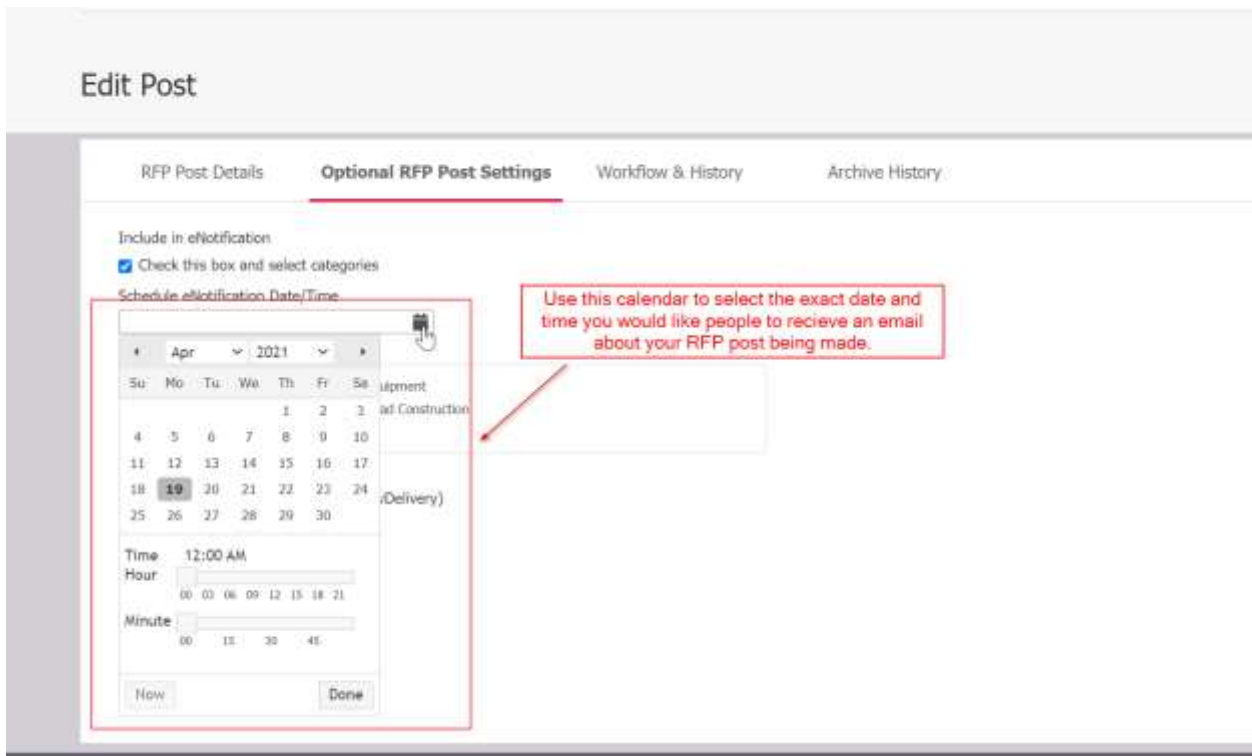 Edit Post
RFP Post Details Optional RFP Post Settings Workflow & History Archive History
Include in eNotification
Check this box and select categories
Schedule eNotification Date/Time
Use this calendar to select the exact date and
time you would like people to recieve an email
about your RFP post being made.
Apr 2021
Su Mo Tu We Th Fr Sa
uipment
1 2 3
ad Construction
4 5 6 7 8 9 10
11 12 13 14 15 16 17
18 19 20 21 22 23 24
Delivery)
25 26 27 28 29 30
Time 12:00 AM
Hour
00 03 06 09 12 15 18 21
Minute
00 15 30 45
Now Done